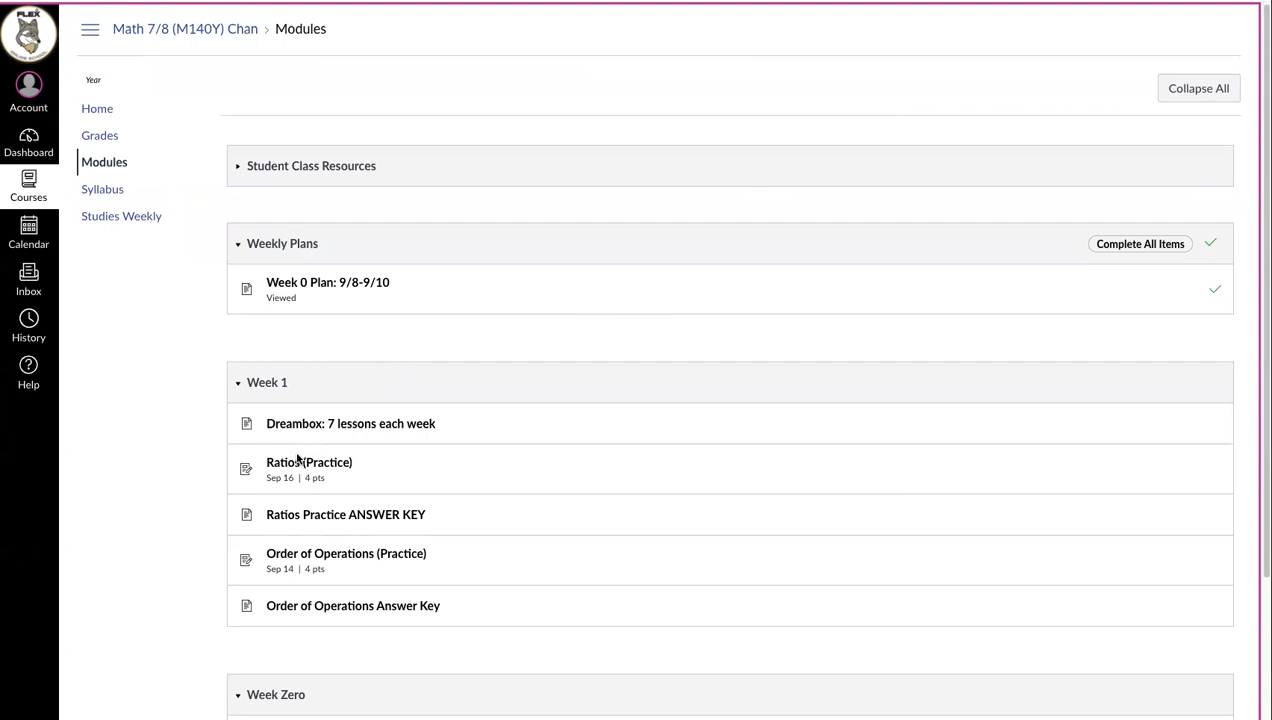 FLEX
ONLINE SCHOOL
Account
Dashboard
Courses
Calendar
Inbox
History
Help
Math 7/8 (M140Y) Chan › Modules
Year
Home
Grades
Modules
Syllabus
Studies Weekly
Collapse All
Student Class Resources
Weekly Plans
Complete All Items
Week 0 Plan: 9/8-9/10
Viewed
Week 1
Dreambox: 7 lessons each week
Ratios (Practice)
Sep 16 | 4 pts
Ratios Practice ANSWER KEY
Order of Operations (Practice)
Sep 14 | 4 pts
Order of Operations Answer Key
Week Zero